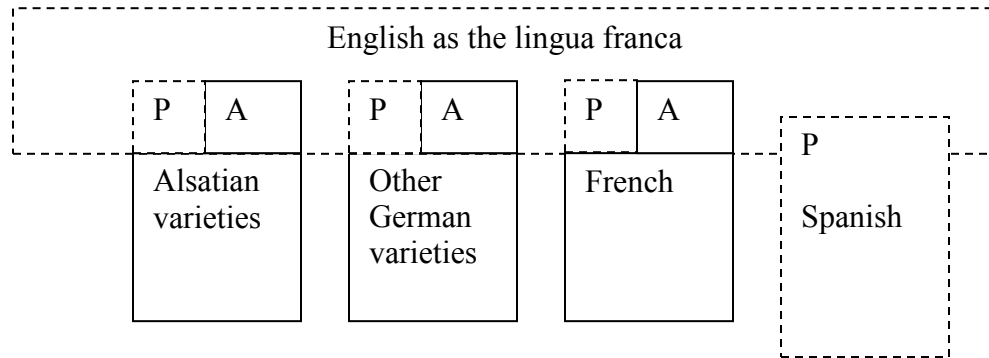 English as the lingua franca
P A
P A
P A
P
Alsatian
varieties
Other
German
varieties
French
Spanish